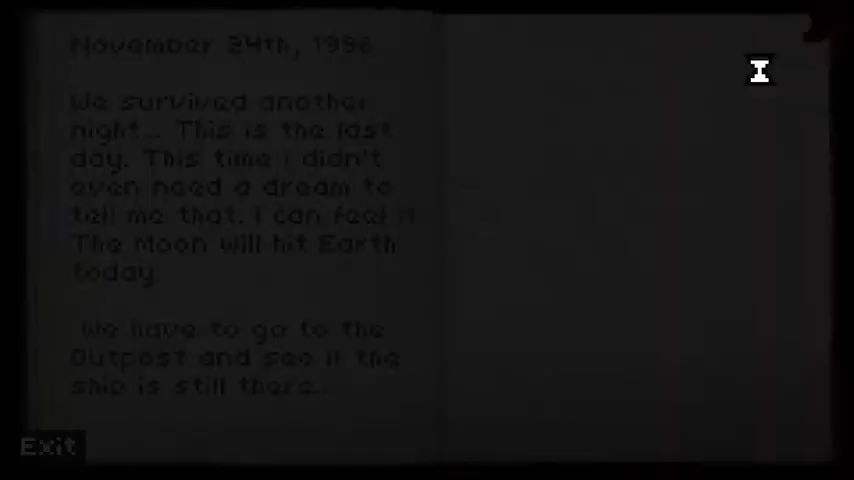 November 24th, 1996
We survived another
night... This is the last
day. This time I didn't
even need a dream to
tell me that. I can feel it
The Moon will hit Earth
today.
We have to go to the
Outpost and see if the
ship is still there...
Exit